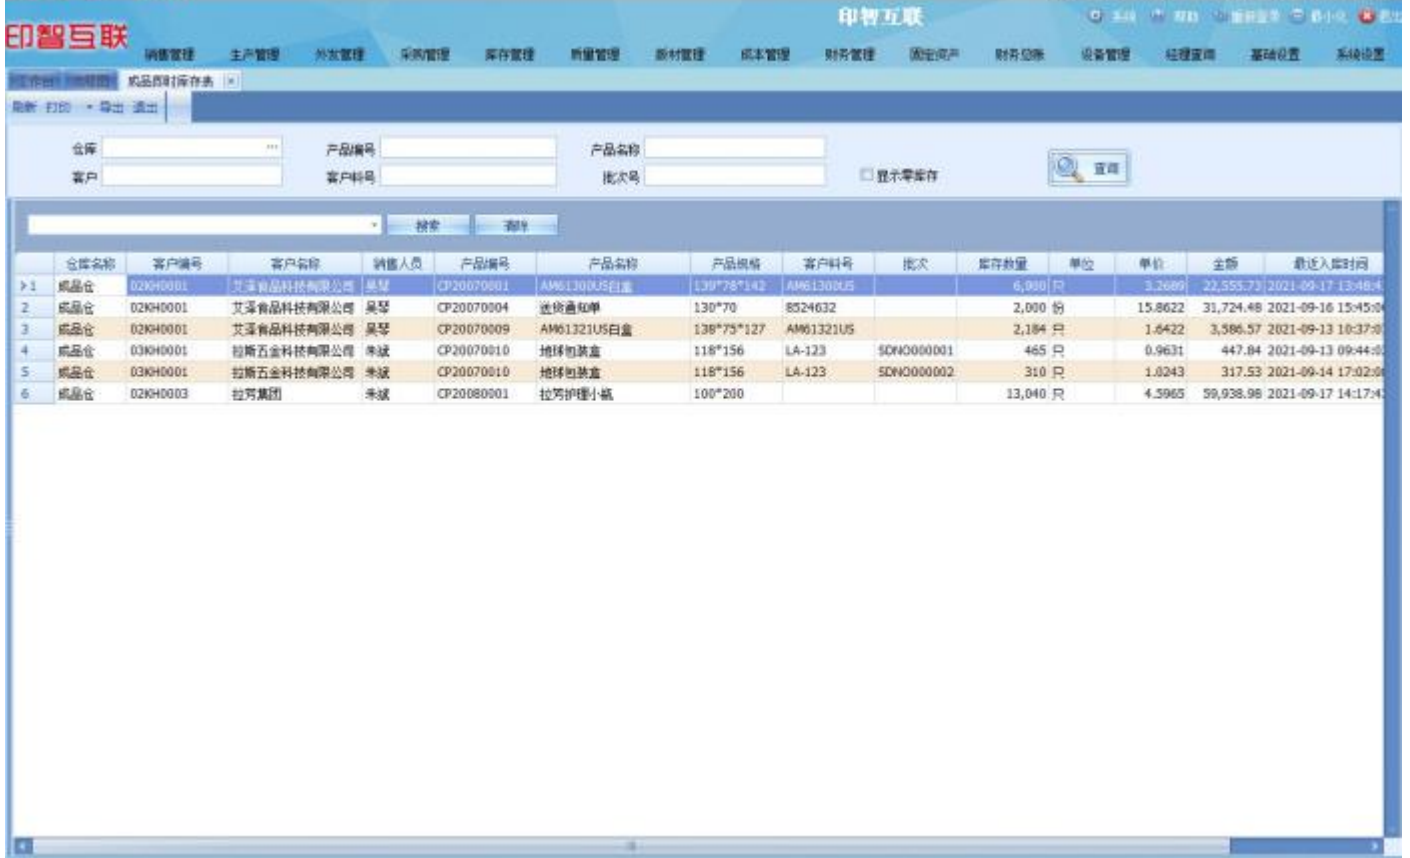 印智互联
印智互联 系统 帮助 重新登录 最小化 退出
销售管理 生产管理 外发管理 采购管理 库存管理 质量管理 版材管理 成本管理 财务管理 固定资产 财务总账 设备管理 经理查询 基础设置 系统设置
成品即时库存表
刷新 打印 导出 退出
仓库 产品编号 产品名称
客户 客户料号 批次号 显示零库存 查询
搜索 清除
仓库名称 客户编号 客户名称 销售人员 产品编号 产品名称 产品规格 客户料号 批次 库存数量 单位 单价 金额 最近入库时间
1 成品仓 02KH0001 艾泽食品科技有限公司 吴琴 CP20070001 AM61300US白盒 139*78*142 AM61300US 6,900 只 3.2689 22,555.73 2021-09-17 13:48:4
2 成品仓 02KH0001 艾泽食品科技有限公司 吴琴 CP20070004 送货通知单 130*70 8524632 2,000 份 15.8622 31,724.48 2021-09-16 15:45:0
3 成品仓 02KH0001 艾泽食品科技有限公司 吴琴 CP20070009 AM61321US白盒 138*75*127 AM61321US 2,184 只 1.6422 3,586.57 2021-09-13 10:37:0
4 成品仓 03KH0001 拉斯五金科技有限公司 朱斌 CP20070010 地球包装盒 118*156 LA-123 SDNO000001 465 只 0.9631 447.84 2021-09-13 09:44:0
5 成品仓 03KH0001 拉斯五金科技有限公司 朱斌 CP20070010 地球包装盒 118*156 LA-123 SDNO000002 310 只 1.0243 317.53 2021-09-14 17:02:0
6 成品仓 02KH0003 拉芳集团 朱斌 CP20080001 拉芳护理小瓶 100*200 13,040 只 4.5965 59,938.98 2021-09-17 14:17:4